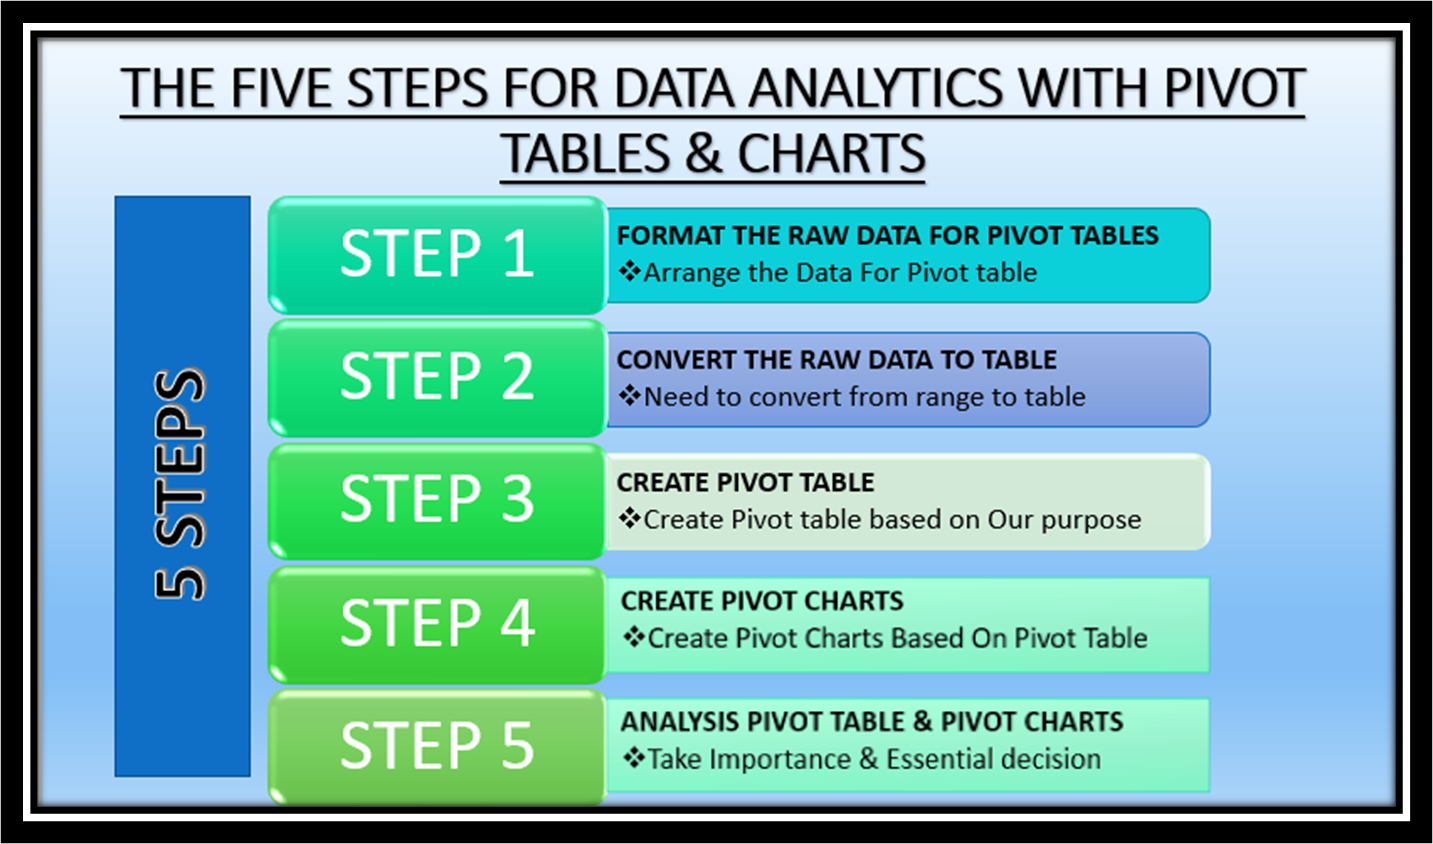 THE FIVE STEPS FOR DATA ANALYTICS WITH PIVOT
TABLES & CHARTS
5 STEPS
STEP 1
FORMAT THE RAW DATA FOR PIVOT TABLES
❖Arrange the Data For Pivot table
STEP 2
CONVERT THE RAW DATA TO TABLE
❖Need to convert from range to table
STEP 3
CREATE PIVOT TABLE
❖Create Pivot table based on Our purpose
STEP 4
CREATE PIVOT CHARTS
❖Create Pivot Charts Based On Pivot Table
STEP 5
ANALYSIS PIVOT TABLE & PIVOT CHARTS
❖Take Importance & Essential decision